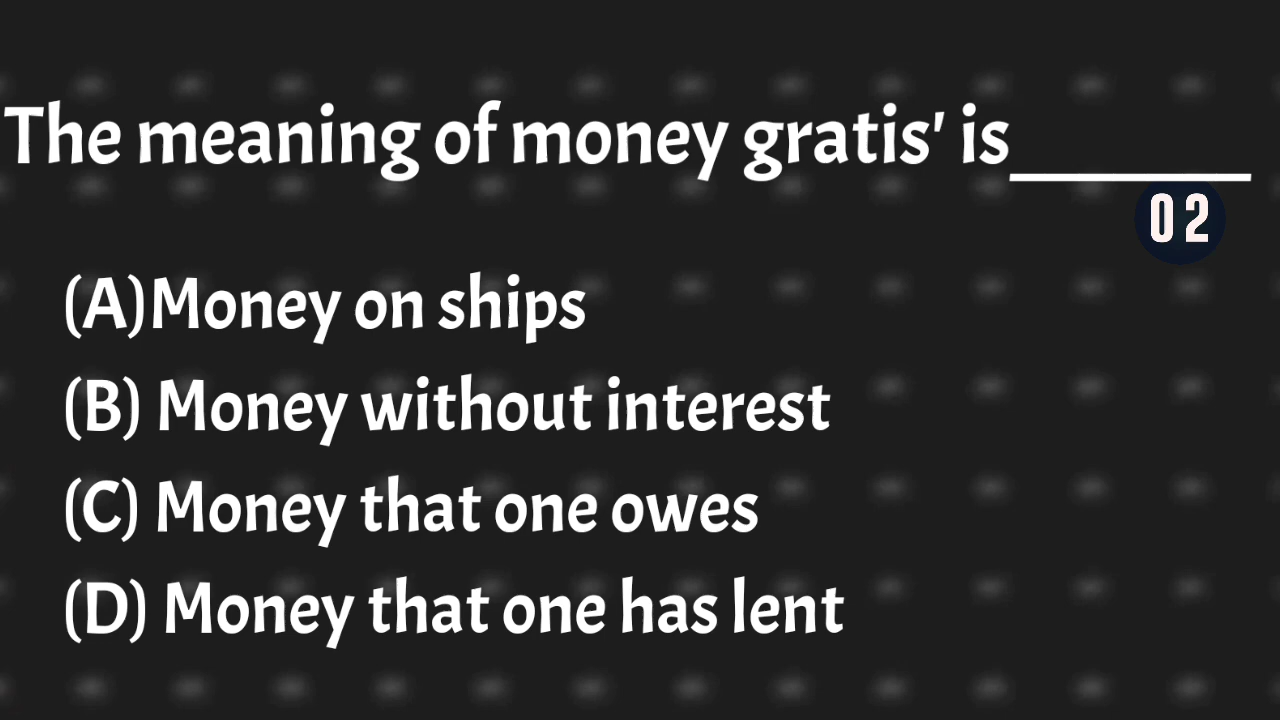 The meaning of money gratis' is______
02
(A)Money on ships
(B) Money without interest
(C) Money that one owes
(D) Money that one has lent